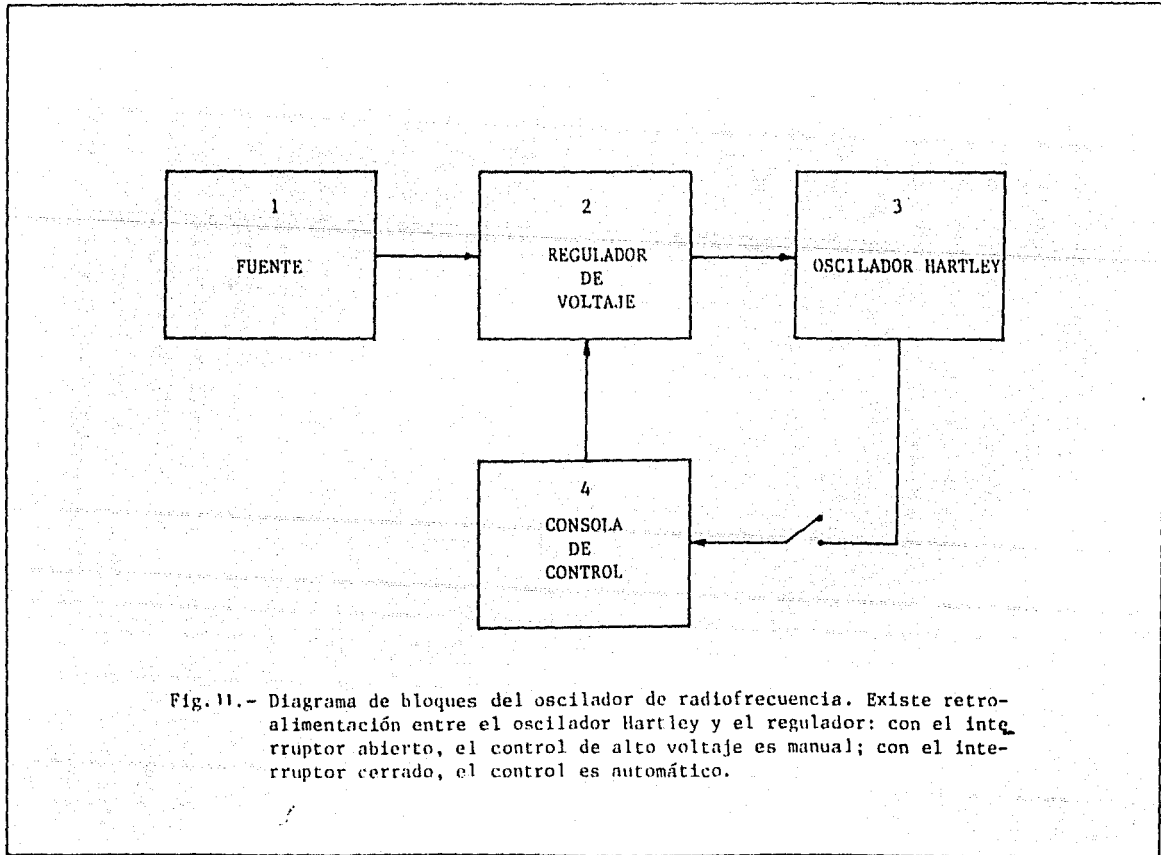 1
FUENTE
2
REGULADOR
DE
VOLTAJE
3
OSCILADOR HARTLEY
4
CONSOLA
DE
CONTROL
Fig.11.- Diagrama de bloques del oscilador de radiofrecuencia. Existe retro-
alimentación entre el oscilador Hartley y el regulador: con el inte
rruptor abierto, el control de alto voltaje es manual; con el inte-
rruptor cerrado, el control es automático.